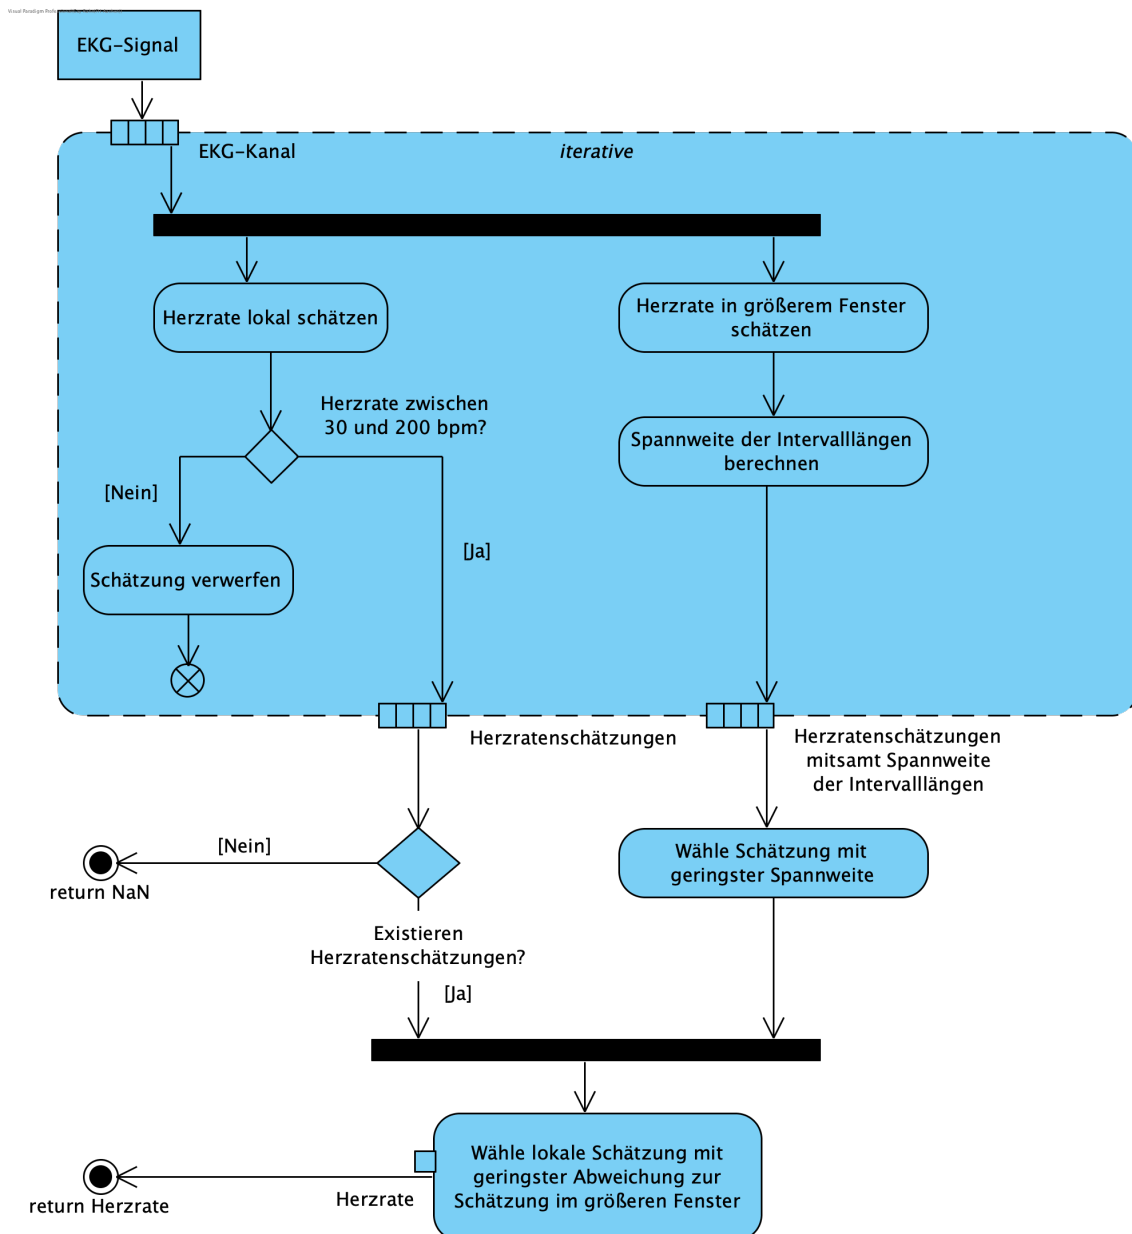 EKG-Signal
EKG-Kanal
iterative
Herzrate lokal schätzen
Herzrate in größerem Fenster
schätzen
Herzrate zwischen
30 und 200 bpm?
Spannweite der Intervalllängen
berechnen
[Nein]
[Ja]
Schätzung verwerfen
Herzratenschätzungen
Herzratenschätzungen
mitsamt Spannweite
der Intervalllängen
[Nein]
return NaN
Wähle Schätzung mit
geringster Spannweite
Existieren
Herzratenschätzungen?
[Ja]
Wähle lokale Schätzung mit
geringster Abweichung zur
Schätzung im größeren Fenster
Herzrate
return Herzrate